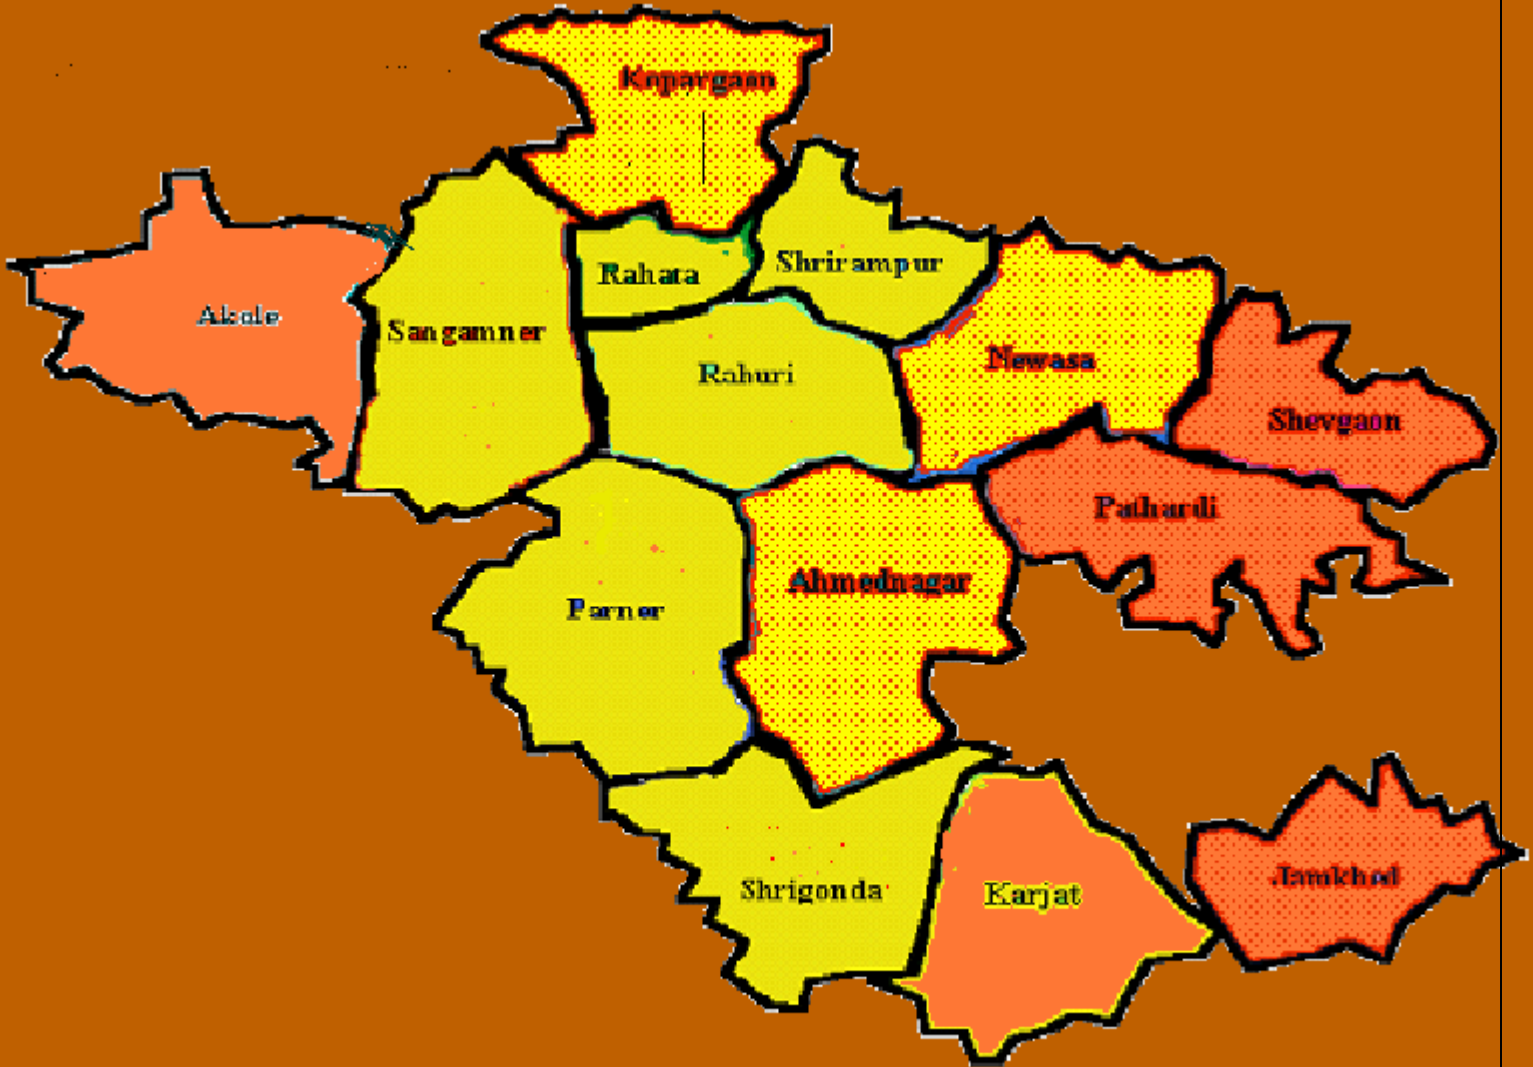 Kopargaon
Rahata
Shrirampur
Akole
Sangamner
Newasa
Rahuri
Shevgaon
Pathardi
Ahmednagar
Parner
Shrigonda
Karjat
Jamkhed